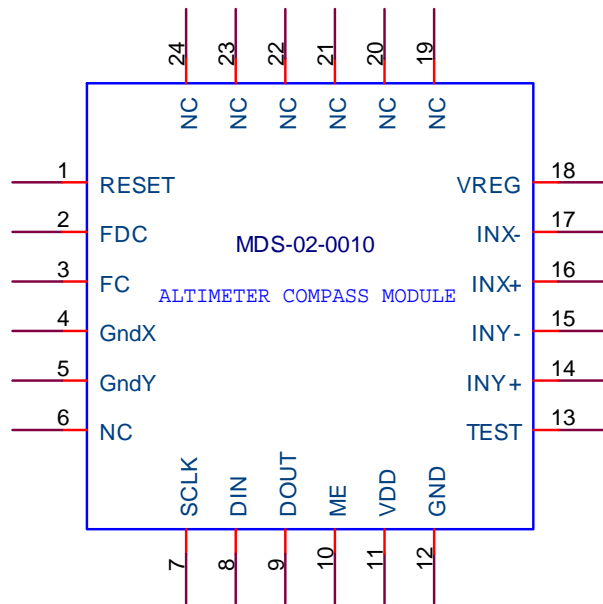 24 23 22 21 20 19
NC NC NC NC NC NC
1 RESET VREG 18
2 FDC INX- 17
MDS-02-0010
3 FC INX+ 16
ALTIMETER COMPASS MODULE
4 GndX INY- 15
5 GndY INY+ 14
6 NC TEST 13
SCLK DIN DOUT ME VDD GND
7 8 9 10 11 12